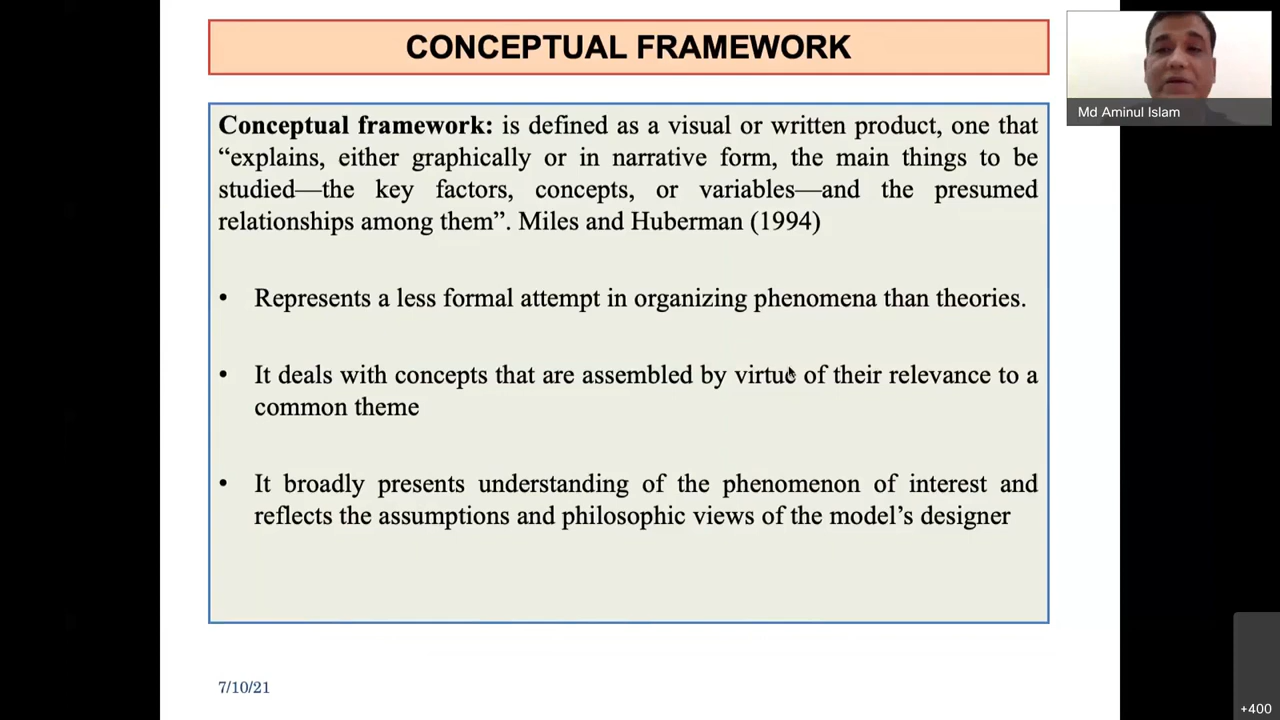 CONCEPTUAL FRAMEWORK
Md Aminul Islam
Conceptual framework: is defined as a visual or written product, one that
“explains, either graphically or in narrative form, the main things to be
studied—the key factors, concepts, or variables—and the presumed
relationships among them”. Miles and Huberman (1994)
• Represents a less formal attempt in organizing phenomena than theories.
• It deals with concepts that are assembled by virtue of their relevance to a
common theme
• It broadly presents understanding of the phenomenon of interest and
reflects the assumptions and philosophic views of the model’s designer
7/10/21
+400